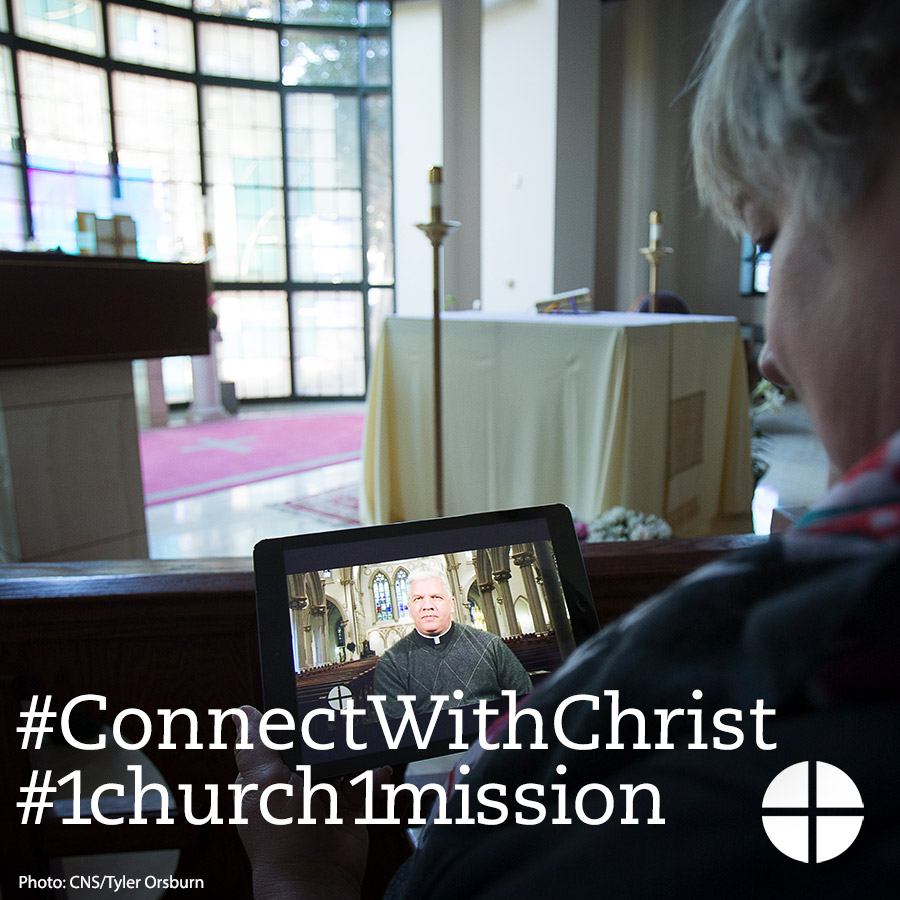 #ConnectWithChrist
#1church1mission
Photo: CNS/Tyler Orsburn